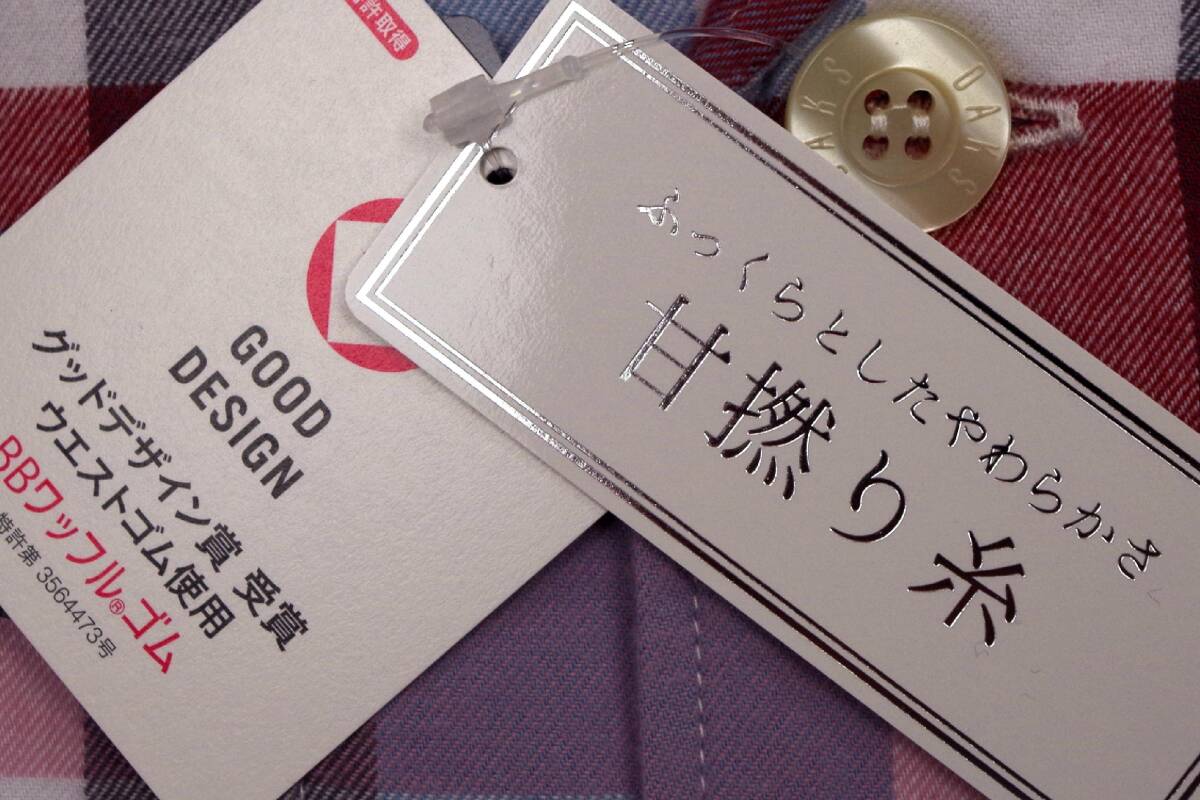 許取得
GOOD
DESIGN
グッドデザイン賞 受賞
ウエストゴム使用
BBワッフル®ゴム
特許第 3564473号
ふっくらとしたやわらかさ
甘撚り糸
DAKS
DAKS